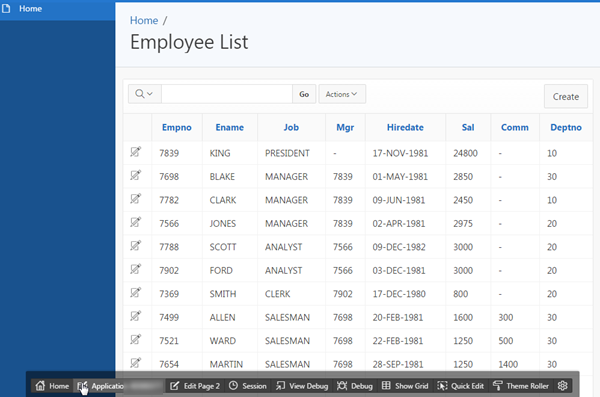 Home
Home /
Employee List
Go Actions Create
Empno Ename Job Mgr Hiredate Sal Comm Deptno
7839 KING PRESIDENT - 17-NOV-1981 24800 - 10
7698 BLAKE MANAGER 7839 01-MAY-1981 2850 - 30
7782 CLARK MANAGER 7839 09-JUN-1981 2450 - 10
7566 JONES MANAGER 7839 02-APR-1981 2975 - 20
7788 SCOTT ANALYST 7566 09-DEC-1982 3000 - 20
7902 FORD ANALYST 7566 03-DEC-1981 3000 - 20
7369 SMITH CLERK 7902 17-DEC-1980 800 - 20
7499 ALLEN SALESMAN 7698 20-FEB-1981 1600 300 30
7521 WARD SALESMAN 7698 22-FEB-1981 1250 500 30
7654 MARTIN SALESMAN 7698 28-SEP-1981 1250 1400 30
Home Edit Page 2 Session View Debug Debug Show Grid Quick Edit Theme Roller